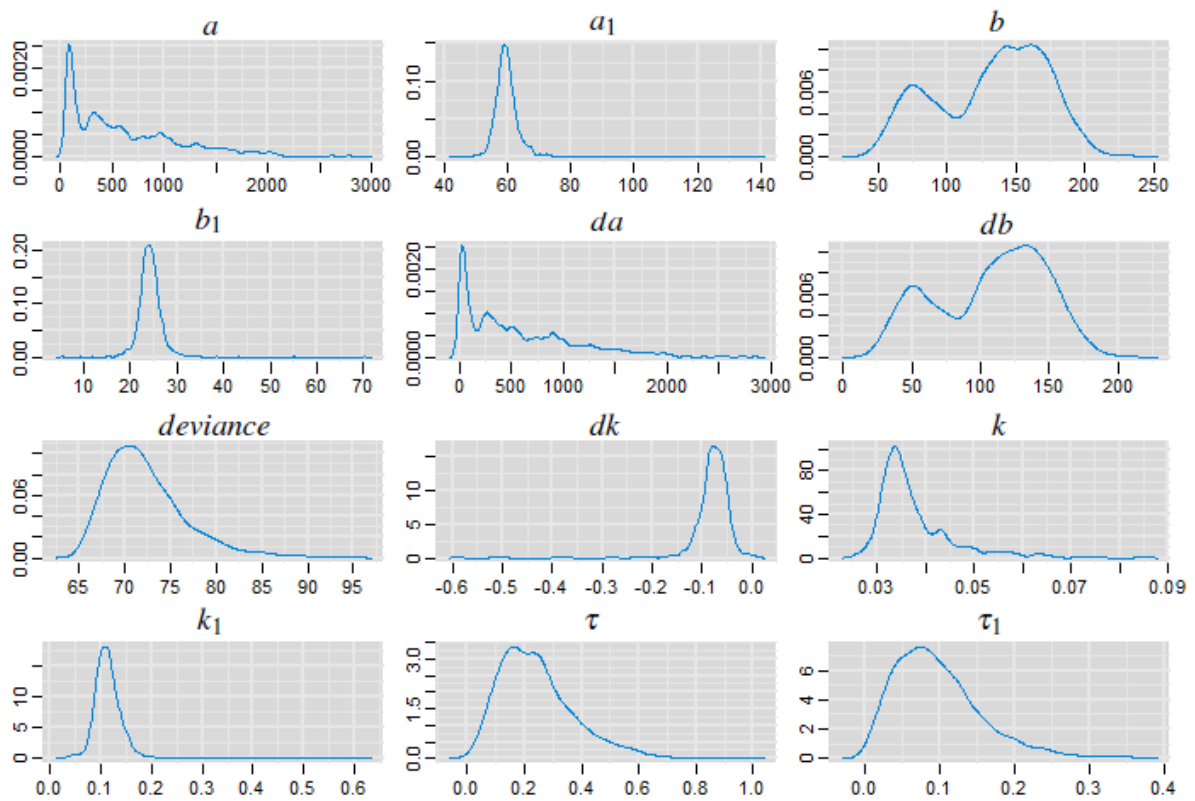 a
0.0000 0.0020
0 500 1000 2000 3000
a1
0.00 0.10
40 60 80 100 120 140
b
0.000 0.006
50 100 150 200 250
b1
0.00 0.10 0.20
10 20 30 40 50 60 70
da
0.0000 0.0020
0 500 1000 2000 3000
db
0.000 0.006
0 50 100 150 200
deviance
0.00 0.06
65 70 75 80 85 90 95
dk
0 5 10
-0.6 -0.5 -0.4 -0.3 -0.2 -0.1 0.0
k
0 40 80
0.03 0.05 0.07 0.09
k1
0 5 10
0.0 0.1 0.2 0.3 0.4 0.5 0.6
τ
0.0 1.5 3.0
0.0 0.2 0.4 0.6 0.8 1.0
τ1
0 2 4 6
0.0 0.1 0.2 0.3 0.4